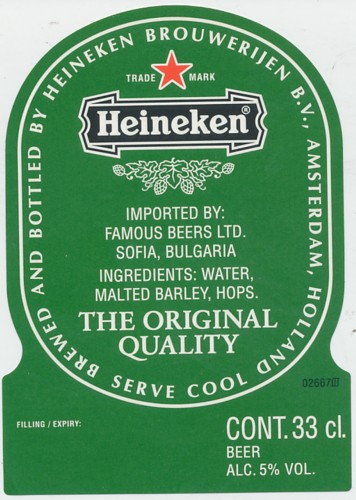 BREWED AND BOTTLED BY HEINEKEN BROUWERIJEN B.V., AMSTERDAM, HOLLAND
TRADE MARK
Heineken®
IMPORTED BY:
FAMOUS BEERS LTD.
SOFIA, BULGARIA
INGREDIENTS: WATER,
MALTED BARLEY, HOPS.
THE ORIGINAL
QUALITY
SERVE COOL
FILLING / EXPIRY:
CONT. 33 cl.
BEER
ALC. 5% VOL.